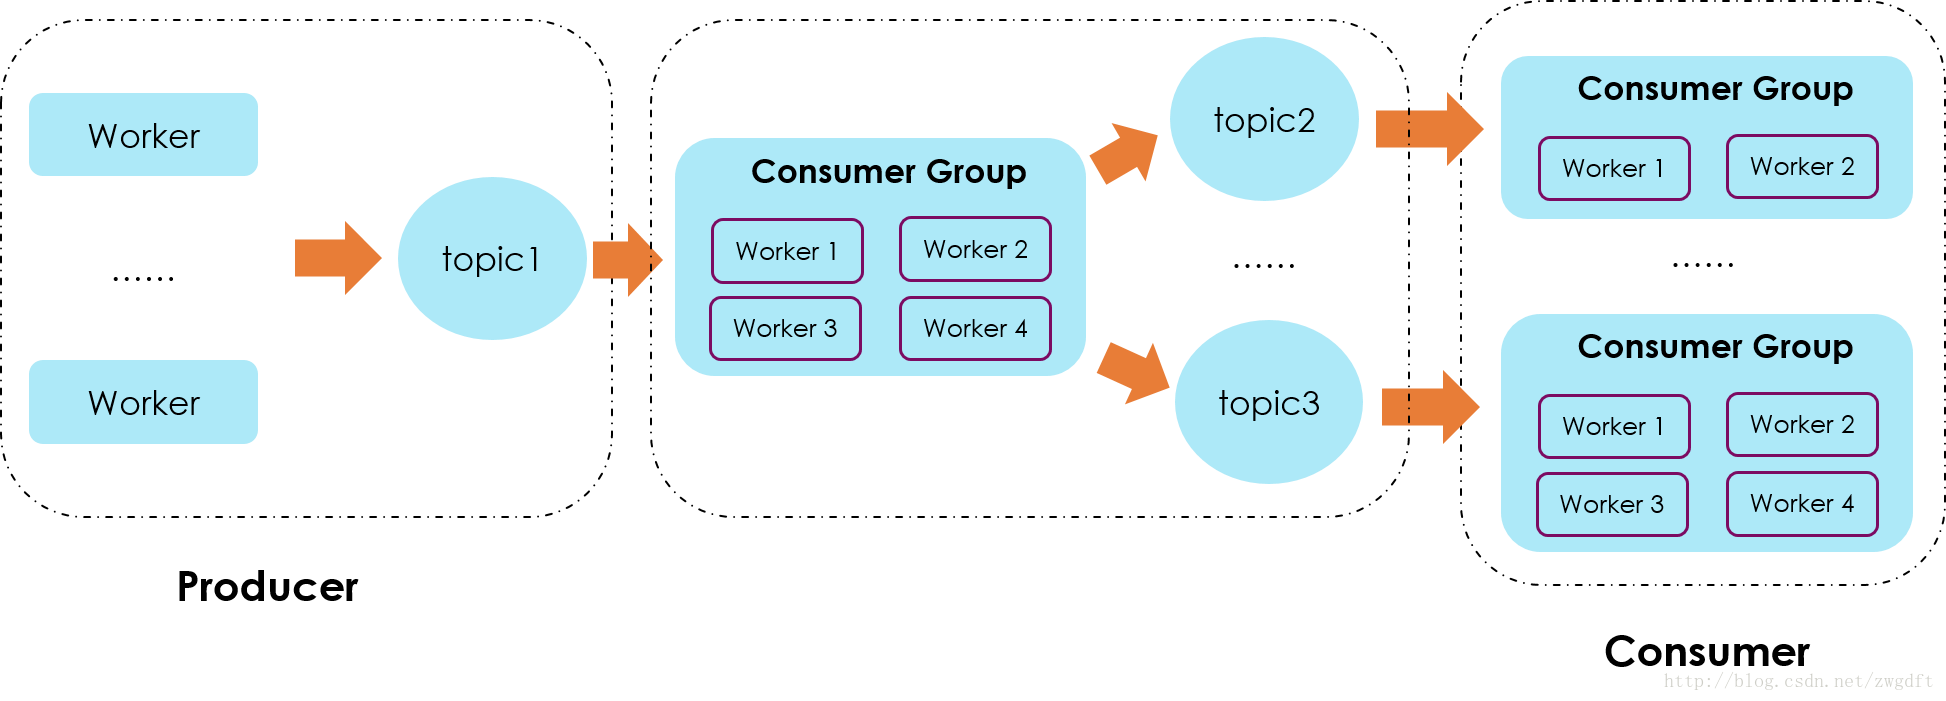 Worker
......
Worker
topic1
Producer
Consumer Group
Worker 1
Worker 2
Worker 3
Worker 4
topic2
......
topic3
Consumer Group
Worker 1
Worker 2
......
Consumer Group
Worker 1
Worker 2
Worker 3
Worker 4
Consumer
http://blog.csdn.net/zwgdft